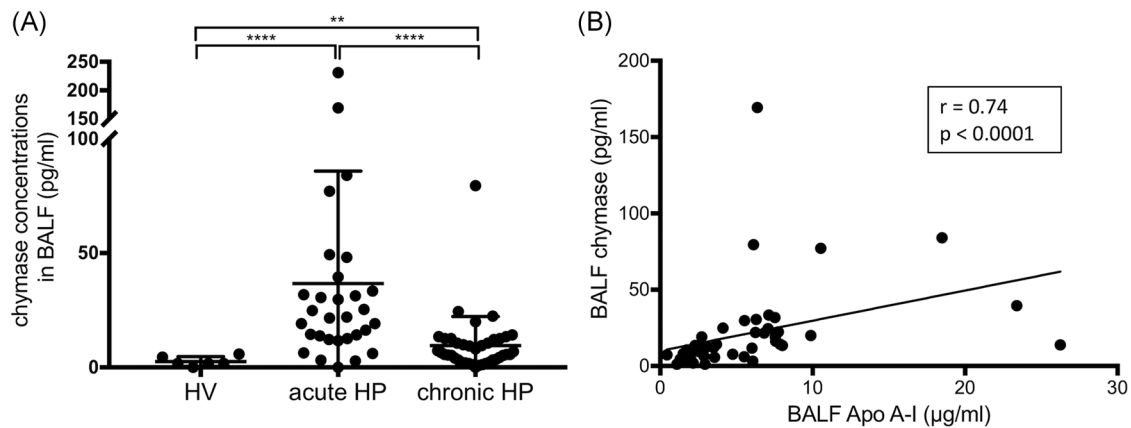 (A)
**
**** ****
250
200
150
100
50
0
chymase concentrations
in BALF (pg/ml)
HV acute HP chronic HP
(B)
200
150
100
50
0
BALF chymase (pg/ml)
r = 0.74
p < 0.0001
0 10 20 30
BALF Apo A-I (μg/ml)